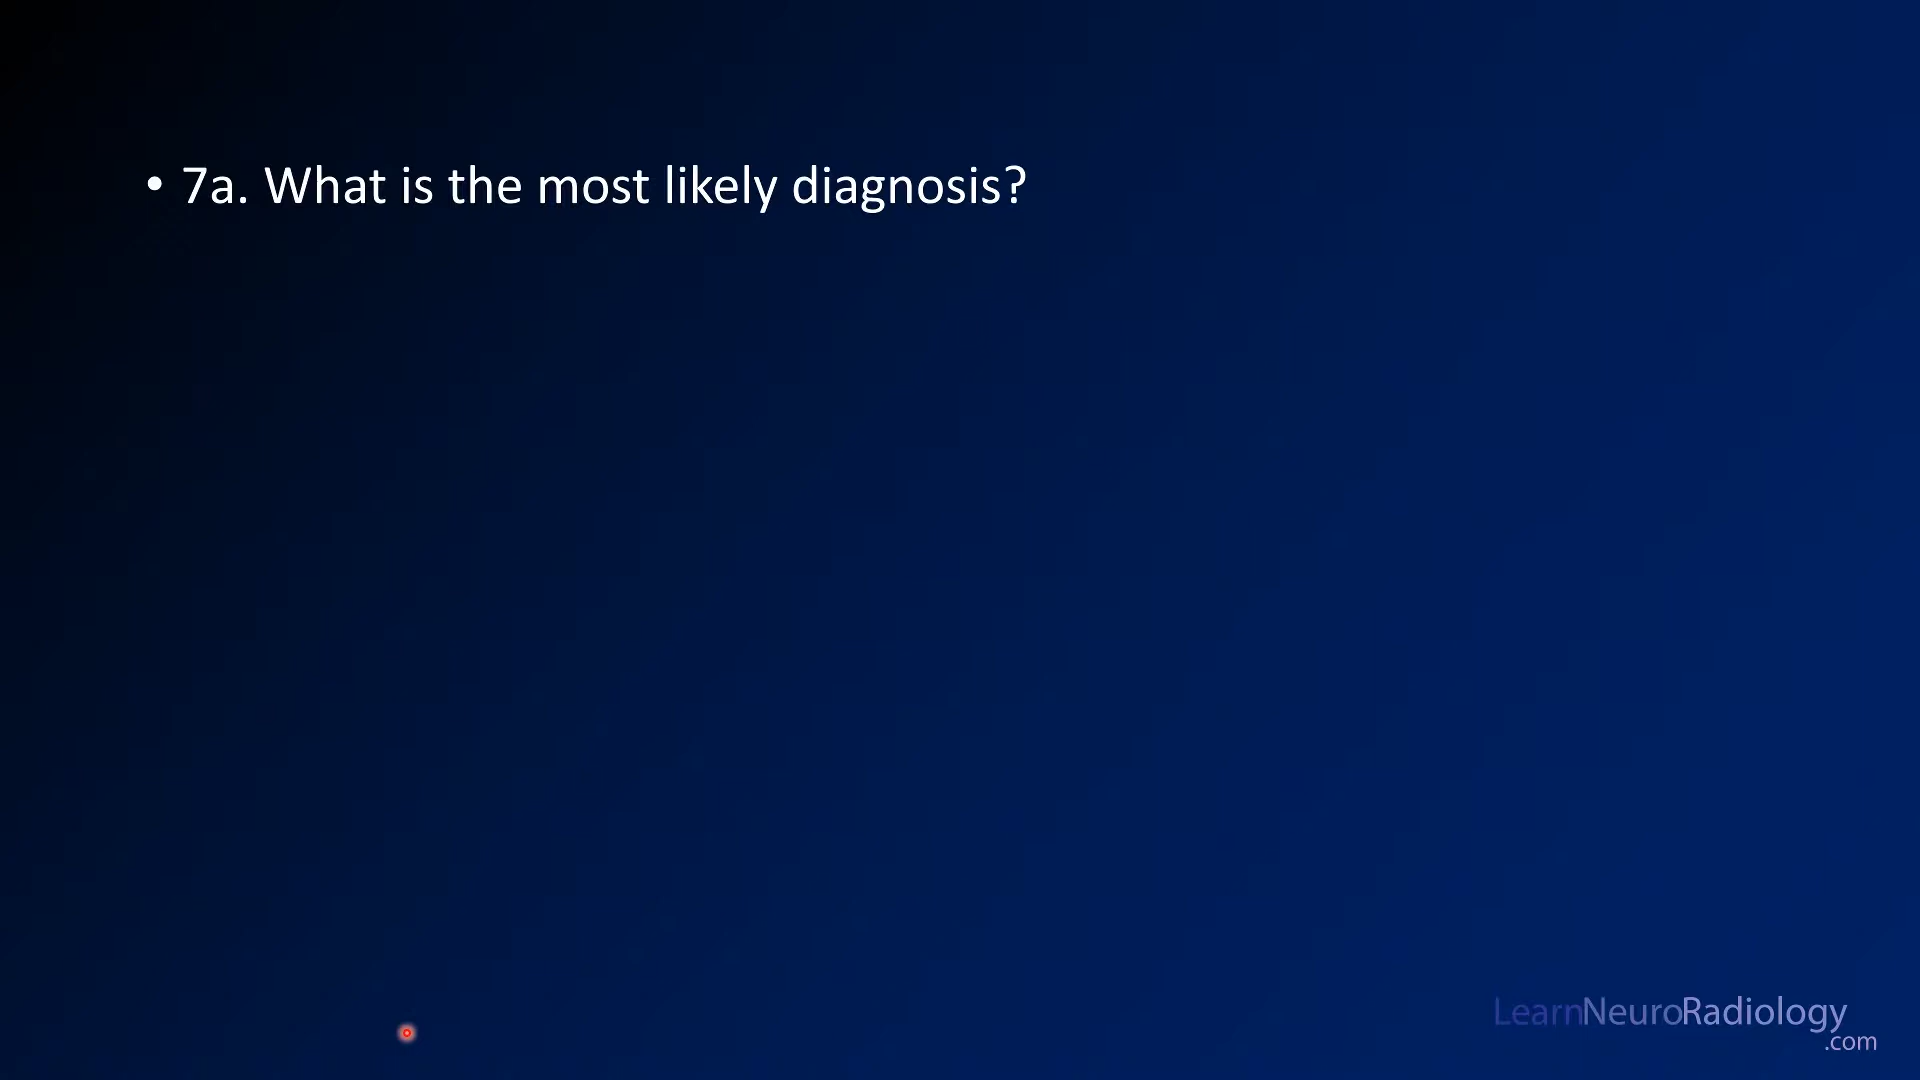 • 7a. What is the most likely diagnosis?
LearnNeuroRadiology
.com